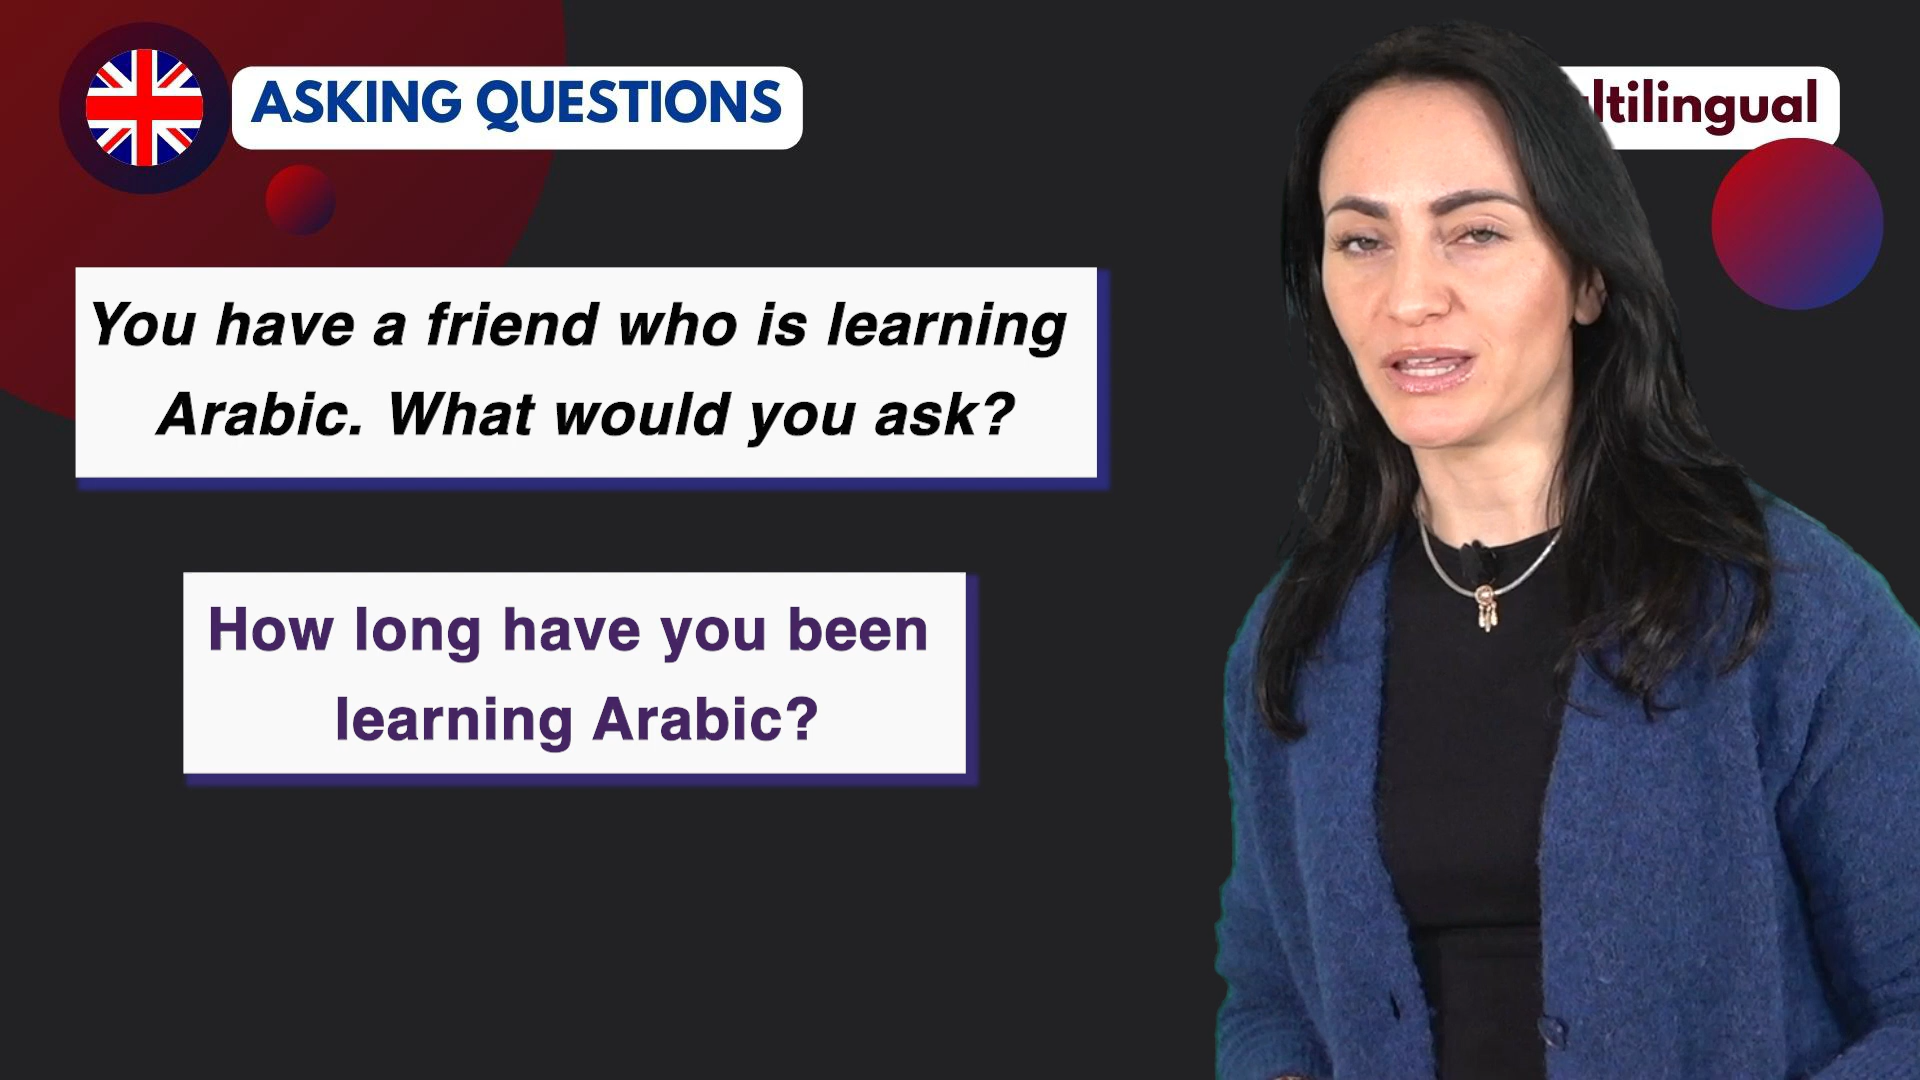 ASKING QUESTIONS
You have a friend who is learning
Arabic. What would you ask?
How long have you been
learning Arabic?